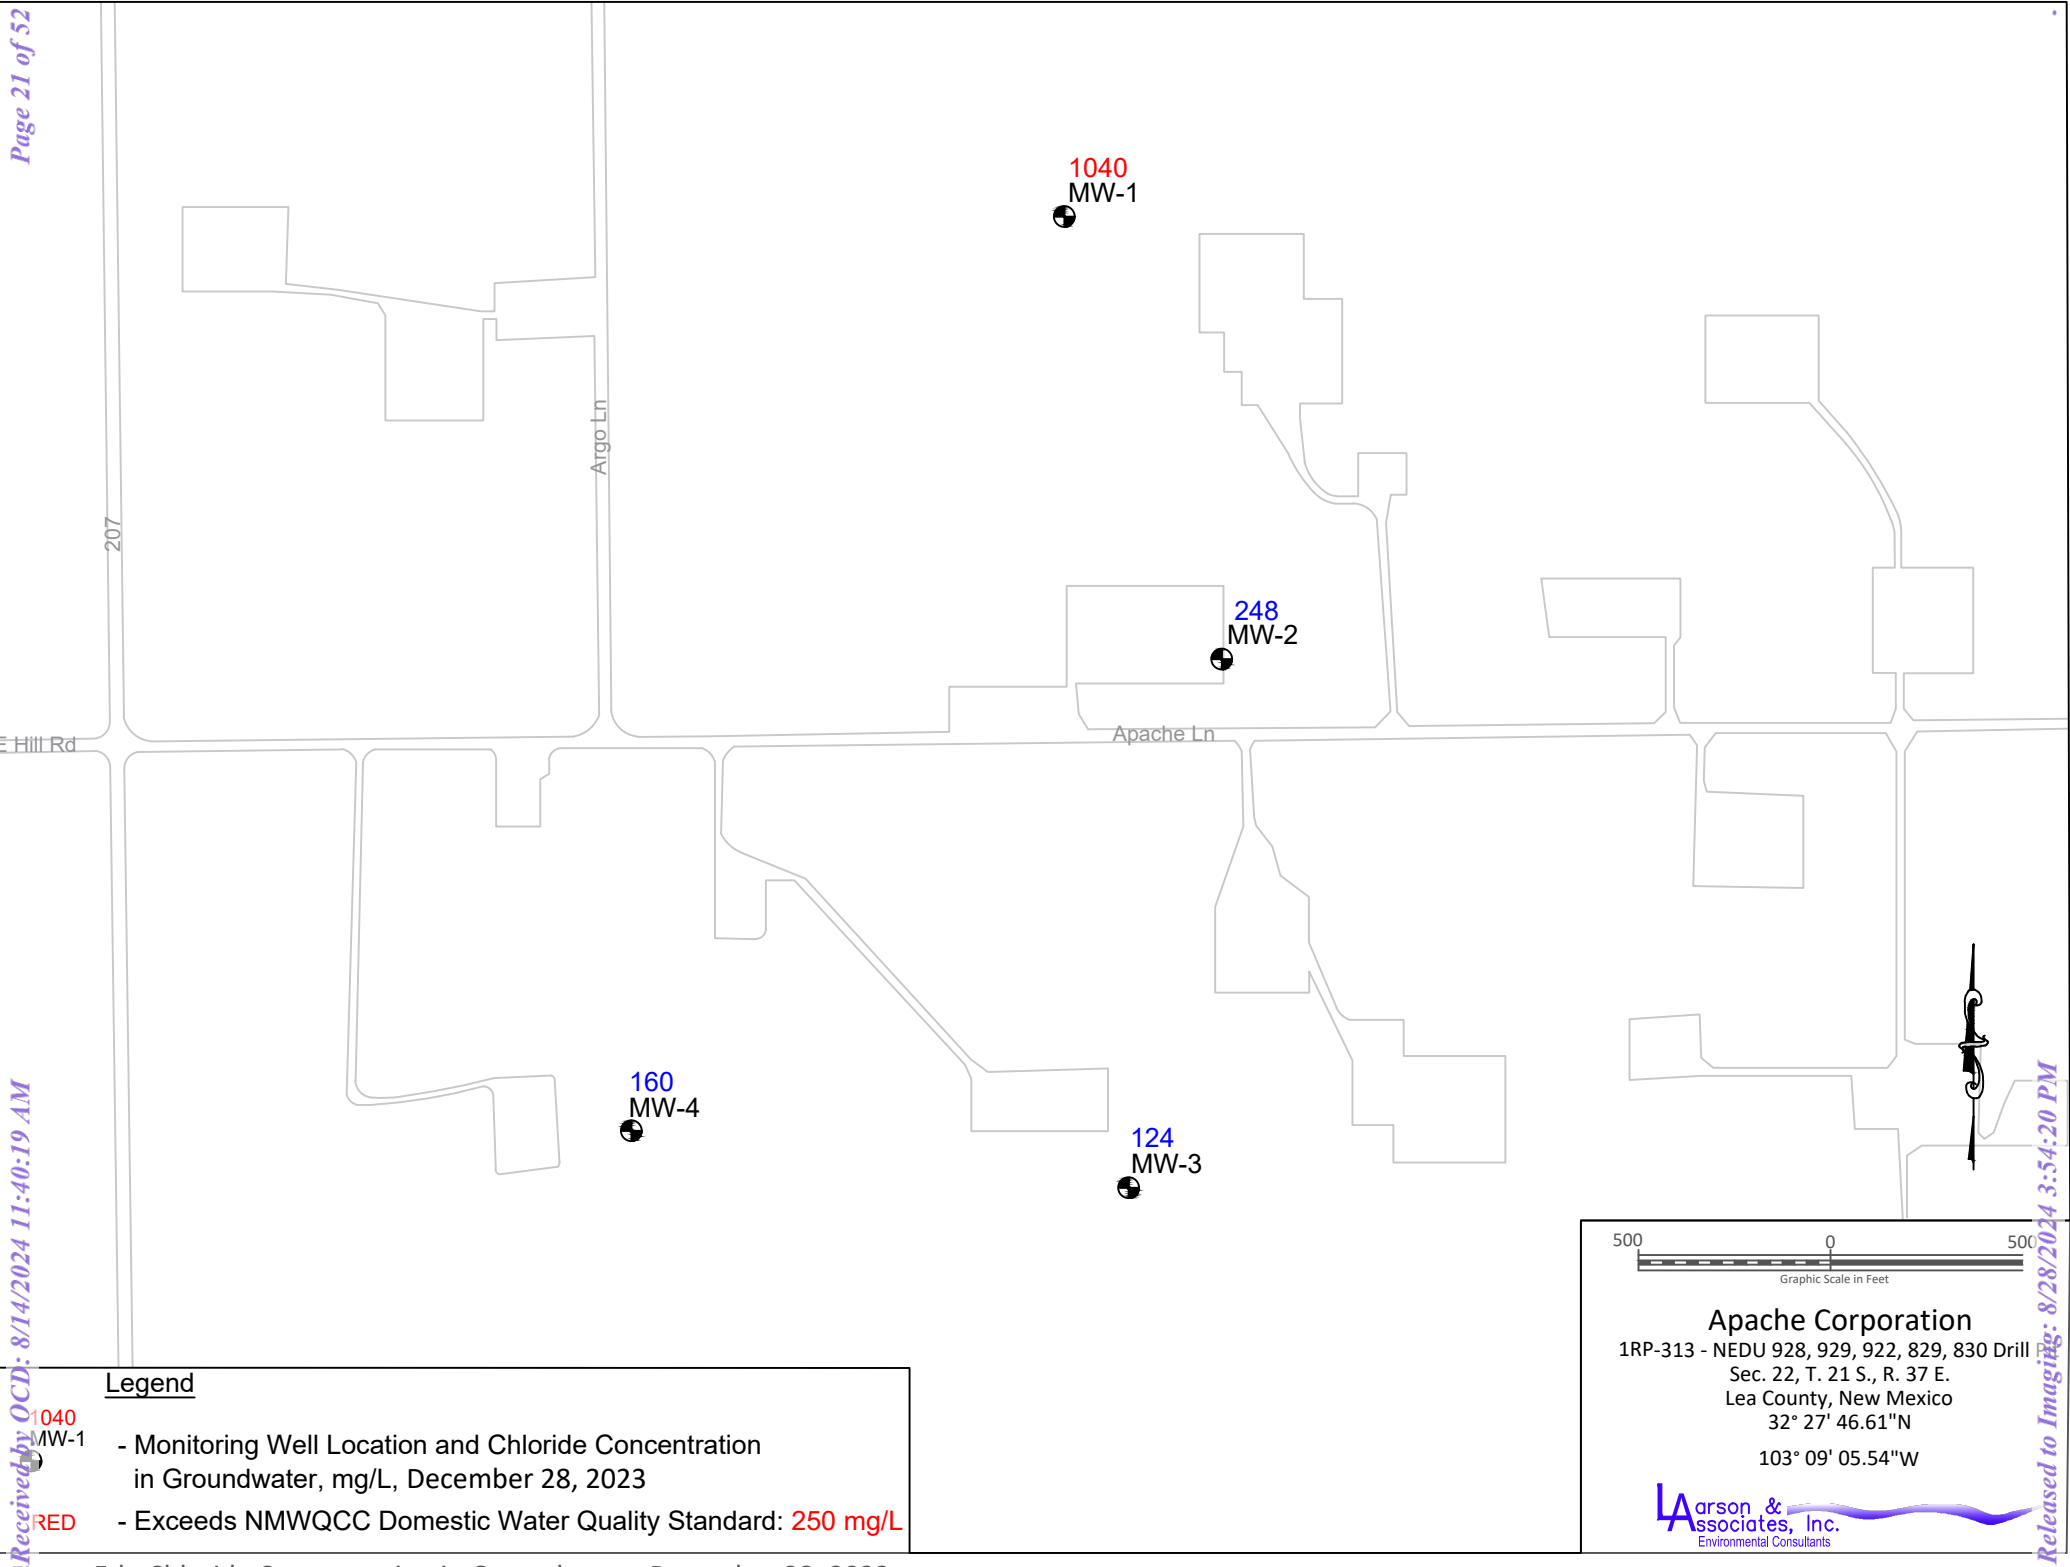 Page 21 of 52
1040
MW-1
Argo Ln
207
248
MW-2
Apache Ln
E Hill Rd
160
MW-4
124
MW-3
500 0 500
Graphic Scale in Feet
Apache Corporation
1RP-313 - NEDU 928, 929, 922, 829, 830 Drill
Sec. 22, T. 21 S., R. 37 E.
Lea County, New Mexico
32° 27' 46.61"N
103° 09' 05.54"W
Larson &
Associates, Inc.
Environmental Consultants
Legend
1040
MW-1
- Monitoring Well Location and Chloride Concentration
in Groundwater, mg/L, December 28, 2023
RED - Exceeds NMWQCC Domestic Water Quality Standard: 250 mg/L
Received by OCD: 8/14/2024 11:40:19 AM
Released to Imaging: 8/28/2024 3:54:20 PM